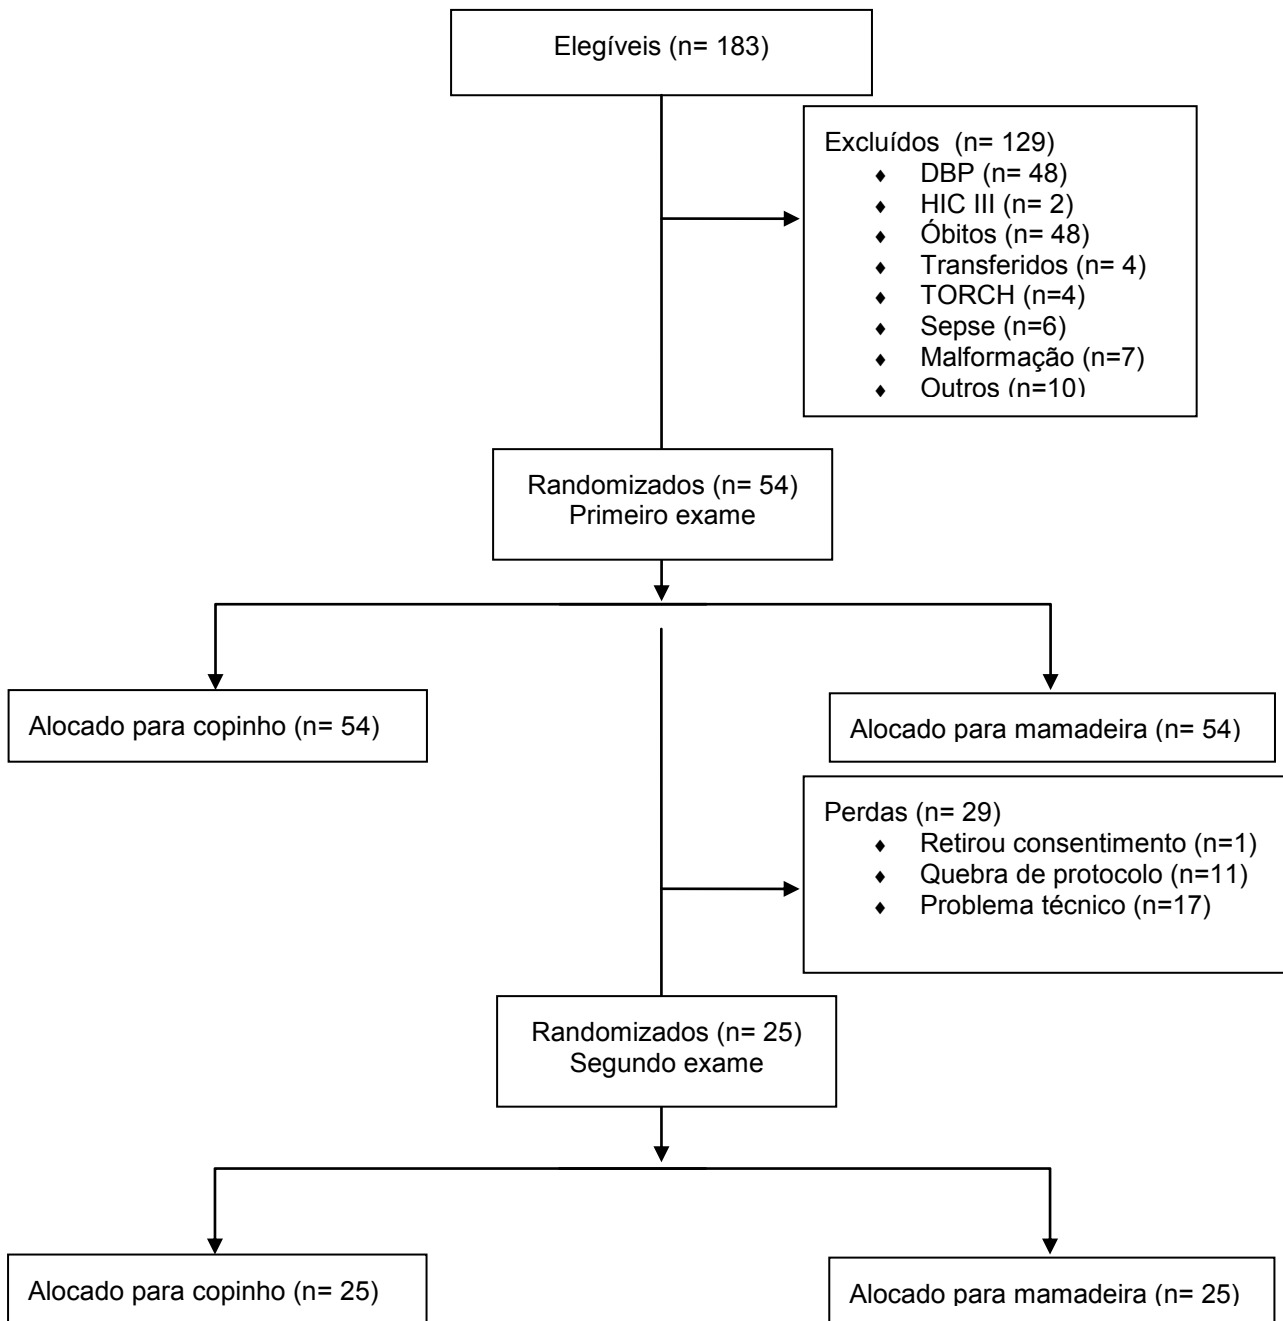 Elegíveis (n= 183)
Excluídos  (n= 129)
♦ DBP (n= 48)
♦ HIC III (n= 2)
♦ Óbitos (n= 48)
♦ Transferidos (n= 4)
♦ TORCH (n=4)
♦ Sepse (n=6)
♦ Malformação (n=7)
♦ Outros (n=10)
Randomizados (n= 54)
Primeiro exame
Alocado para copinho (n= 54)
Alocado para mamadeira (n= 54)
Perdas (n= 29)
♦ Retirou consentimento (n=1)
♦ Quebra de protocolo (n=11)
♦ Problema técnico (n=17)
Randomizados (n= 25)
Segundo exame
Alocado para copinho (n= 25)
Alocado para mamadeira (n= 25)